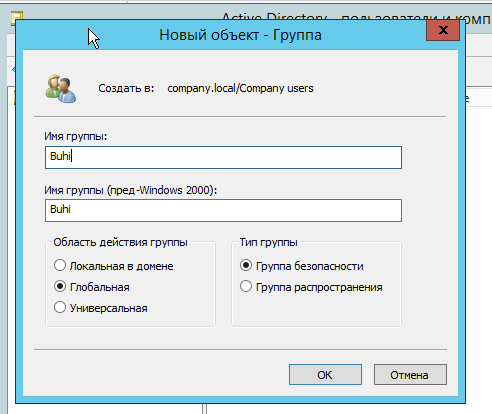 Active Directory - пользователи и комп
Новый объект - Группа
x
Создать в: company.local/Company users
Имя группы:
Buhi
Имя группы (пред-Windows 2000):
Buhi
Область действия группы
Локальная в домене
Глобальная
Универсальная
Тип группы
Группа безопасности
Группа распространения
OK
Отмена